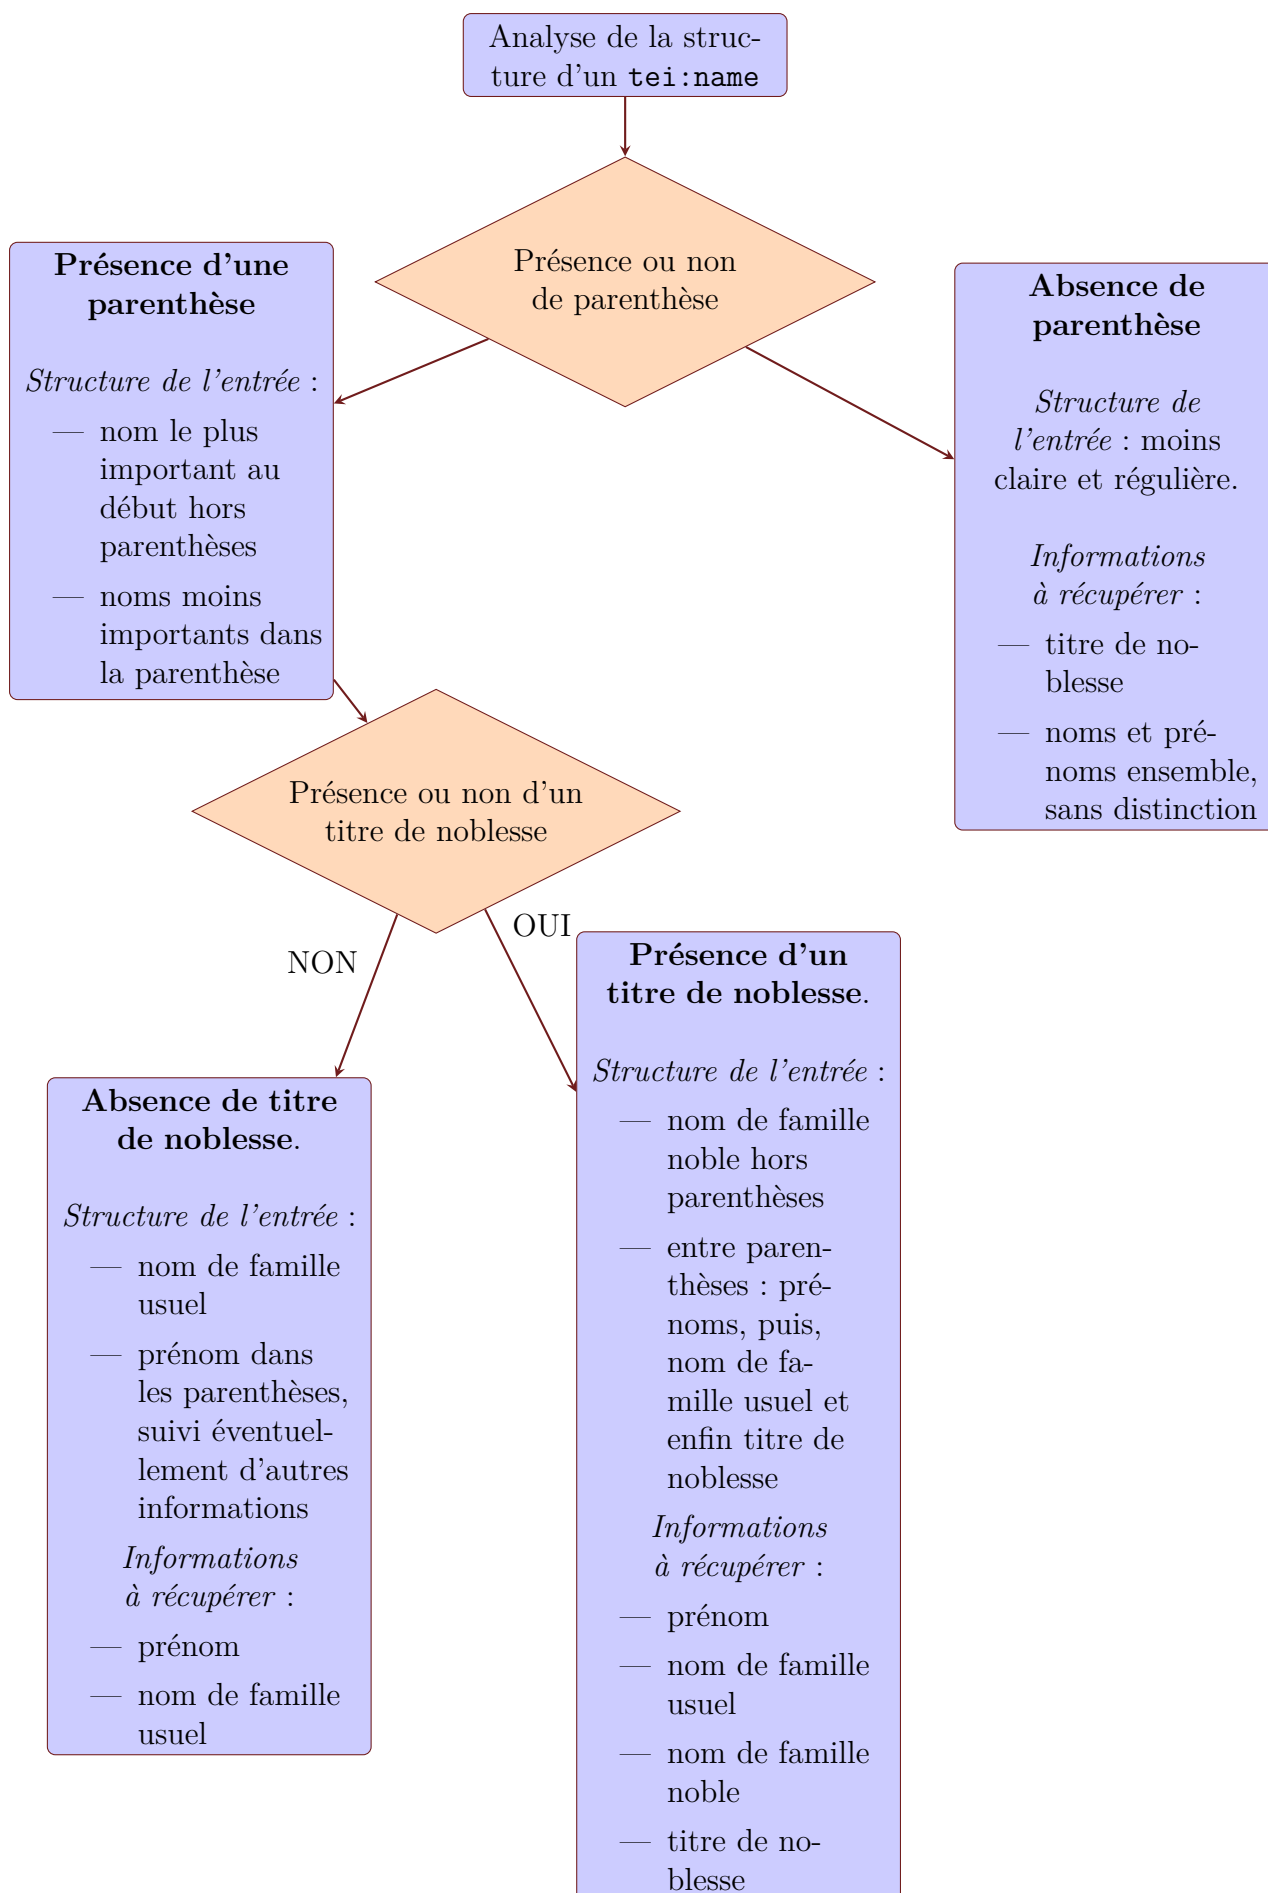 Analyse de la struc-
ture d'un tei:name
Présence ou non
de parenthèse
Présence d'une
parenthèse
Structure de l'entrée :
— nom le plus
important au
début hors
parenthèses
— noms moins
importants dans
la parenthèse
Absence de
parenthèse
Structure de
l'entrée : moins
claire et régulière.
Informations
à récupérer :
— titre de no-
blesse
— noms et pré-
noms ensemble,
sans distinction
Présence ou non d'un
titre de noblesse
NON
OUI
Absence de titre
de noblesse.
Structure de l'entrée :
— nom de famille
usuel
— prénom dans
les parenthèses,
suivi éventuel-
lement d'autres
informations
Informations
à récupérer :
— prénom
— nom de famille
usuel
Présence d'un
titre de noblesse.
Structure de l'entrée :
— nom de famille
noble hors
parenthèses
— entre paren-
thèses : pré-
noms, puis,
nom de fa-
mille usuel et
enfin titre de
noblesse
Informations
à récupérer :
— prénom
— nom de famille
usuel
— nom de famille
noble
— titre de no-
blesse